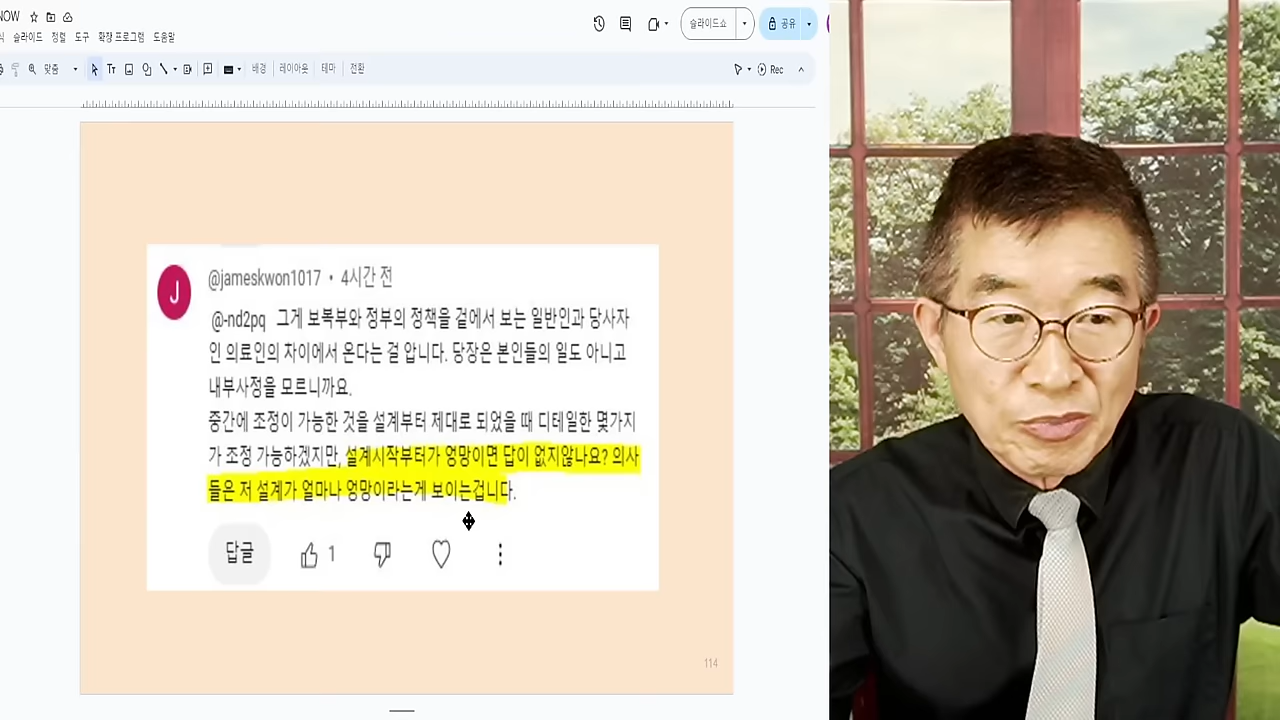 NOW
슬라이드 정렬 도구 확장 프로그램 도움말
슬라이드쇼
공유
맞춤
배경
레이아웃
테마
전환
Rec
J
@jameskwon1017 • 4시간 전
@-nd2pq 그게 보복부와 정부의 정책을 겉에서 보는 일반인과 당사자
인 의료인의 차이에서 온다는 걸 압니다. 당장은 본인들의 일도 아니고
내부사정을 모르니까요.
중간에 조정이 가능한 것을 설계부터 제대로 되었을 때 디테일한 몇가지
가 조정 가능하겠지만, 설계시작부터가 엉망이면 답이 없지않나요? 의사
들은 저 설계가 얼마나 엉망이라는게 보이는겁니다.
답글
1
114